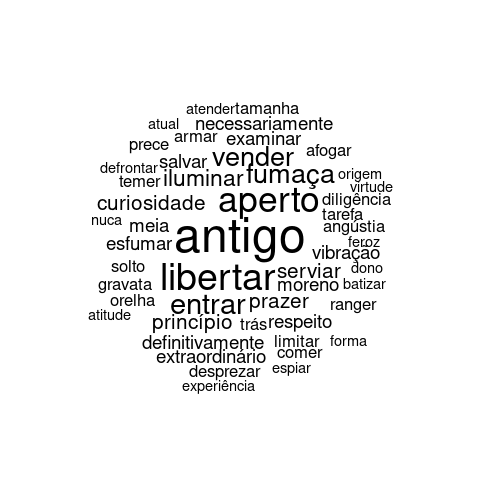 atender tamanha
atual necessariamente
prece armar examinar
salvar vender afogar
defrontar iluminar fumaça origem
temer virtude
curiosidade aperto diligência
nuca meia antigo tarefa
angústia
esfumar vibração feroz
solto libertar serviar dono
gravata moreno batizar
orelha entrar prazer ranger
atitude princípio trás respeito
definitivamente limitar forma
extraordinário comer
desprezar espiar
experiência